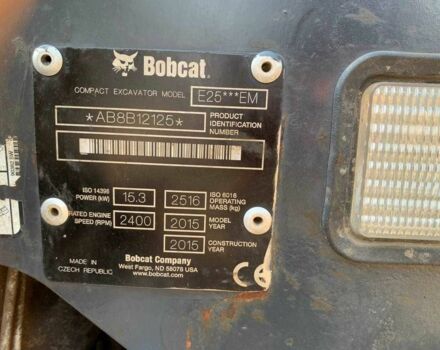 Bobcat.
COMPACT EXCAVATOR MODEL E25***EM
*AB8B12125* PRODUCT IDENTIFICATION NUMBER
ISO 14396 POWER (kW) 15.3 2516 ISO 6016 OPERATING MASS (kg)
RATED ENGINE SPEED (RPM) 2400 2015 MODEL YEAR
2015 CONSTRUCTION YEAR
MADE IN CZECH REPUBLIC
Bobcat Company
West Fargo, ND 58078 USA
www.bobcat.com
CE